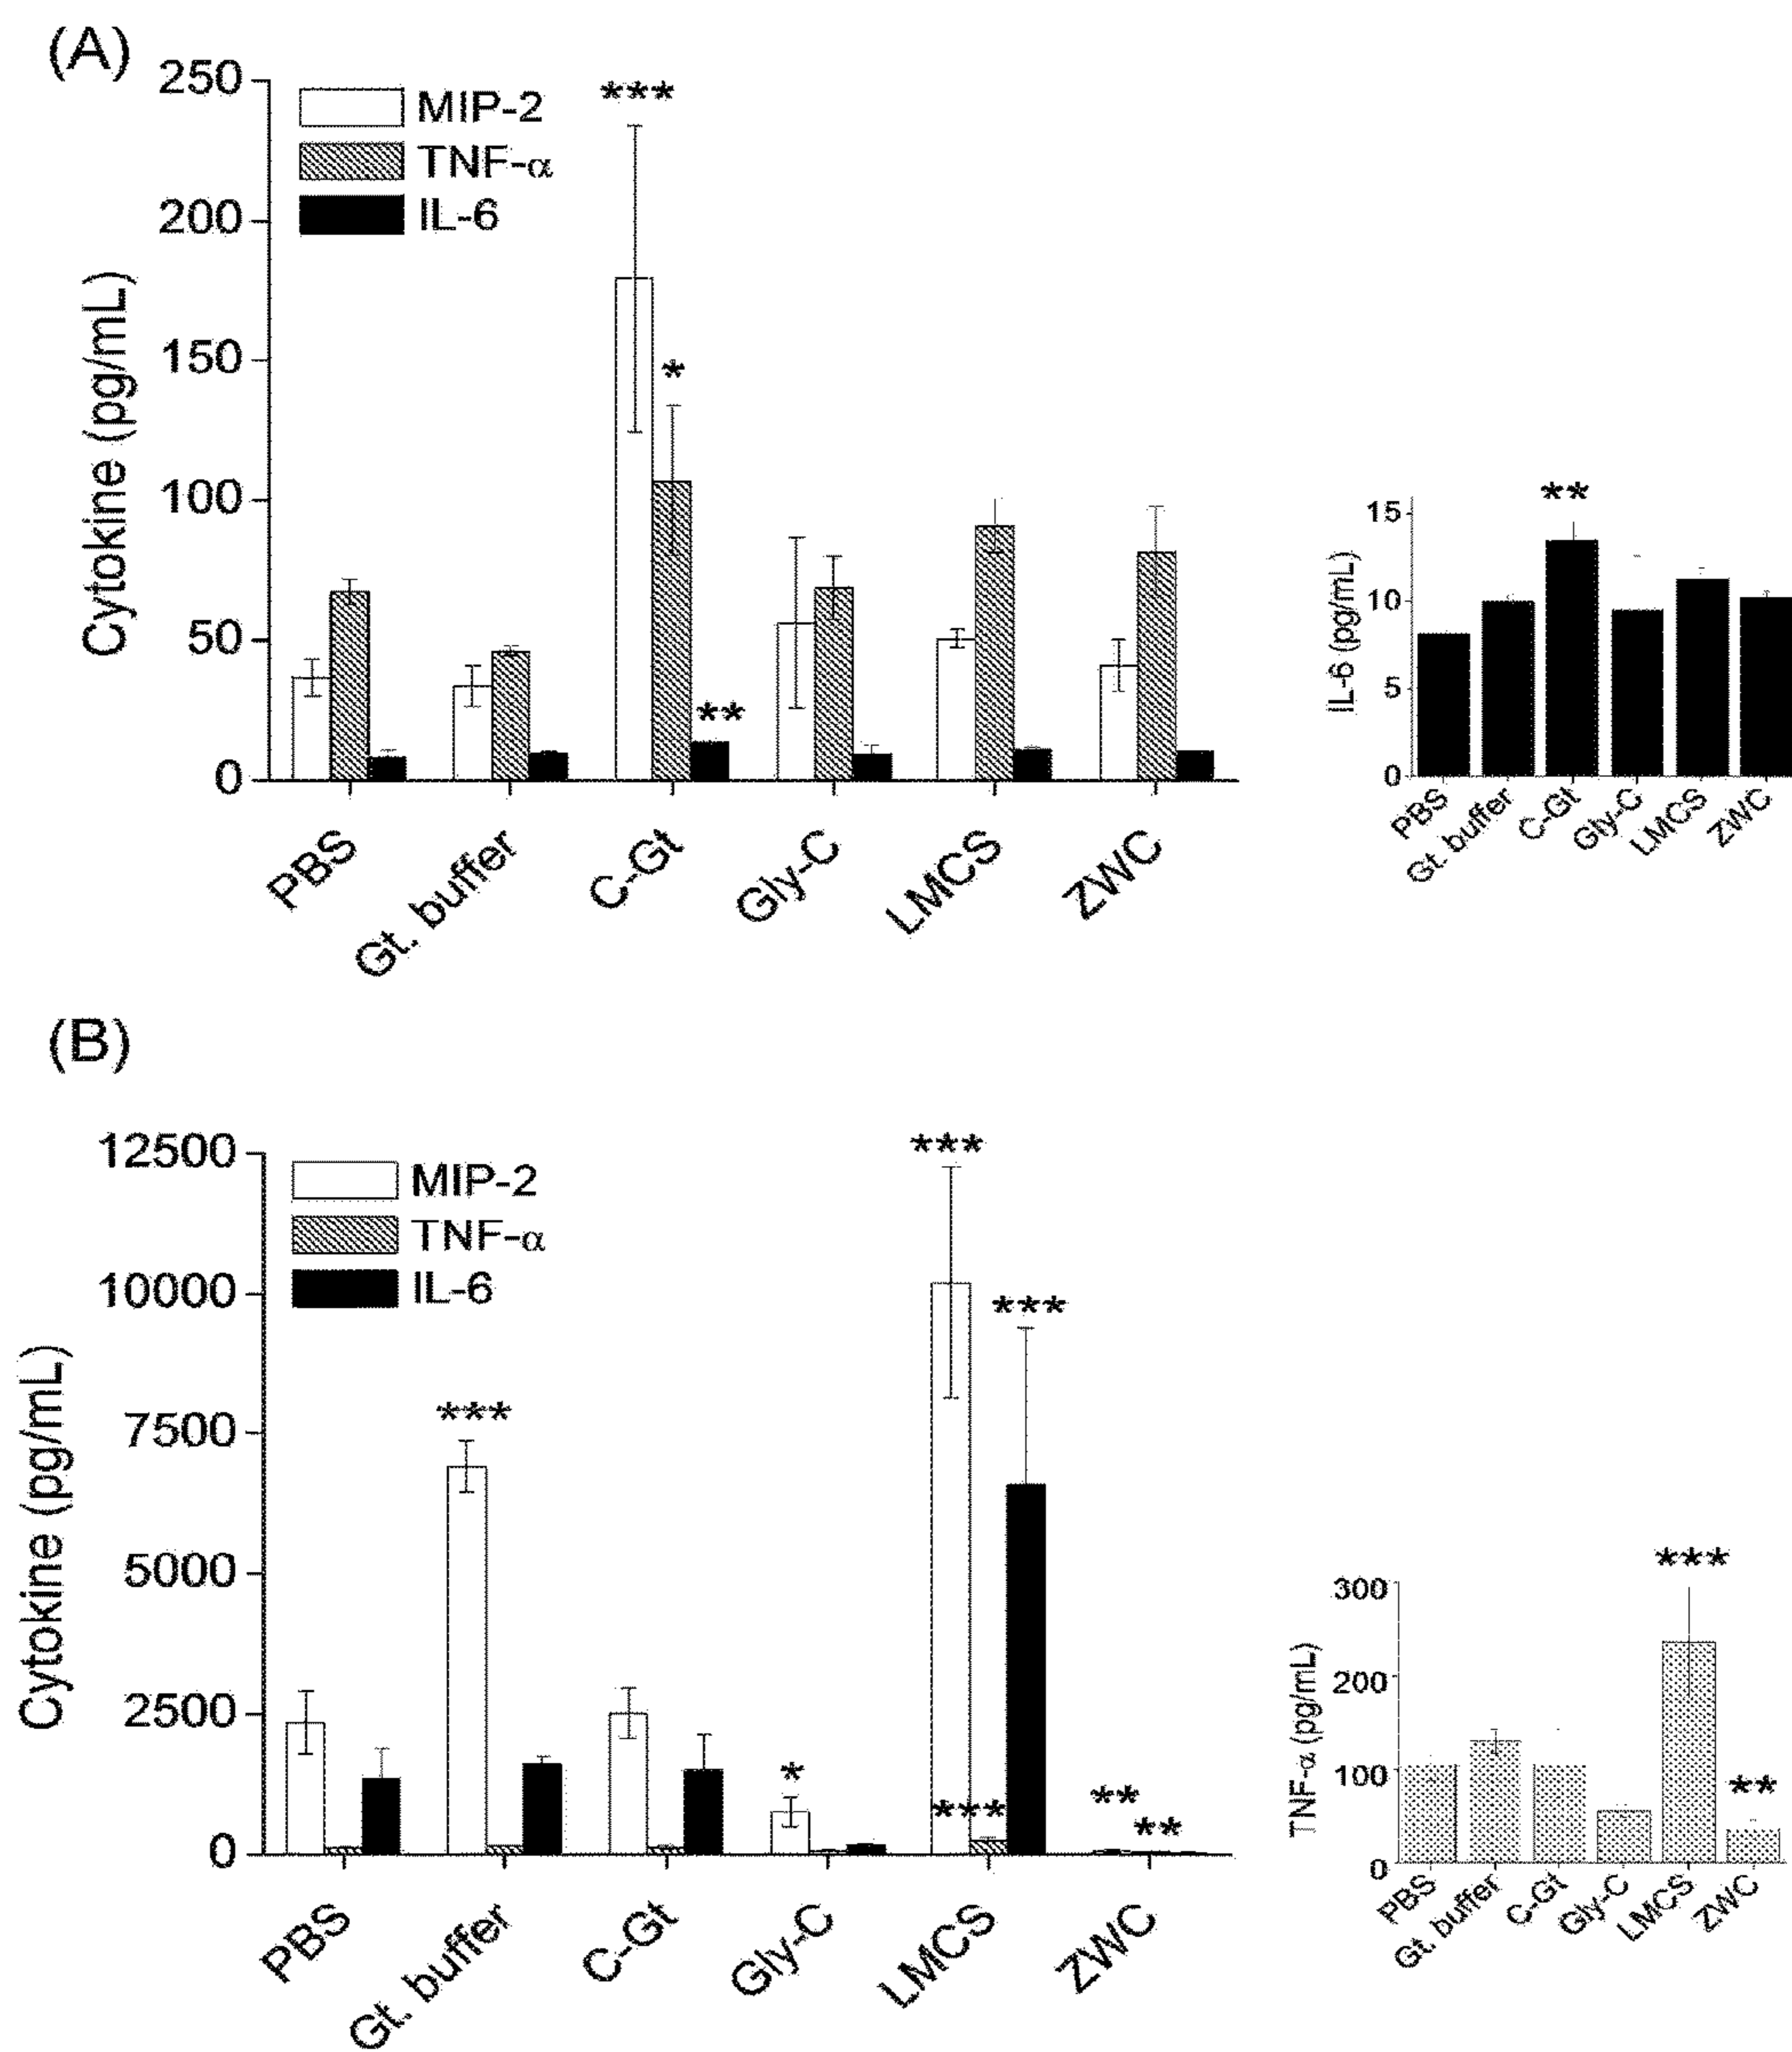 (A)
250
200
150
100
50
0
Cytokine (pg/mL)
MIP-2
TNF-α
IL-6
***
*
**
PBS
Gt. buffer
C-Gt
Gly-C
LMCS
ZWC
15
10
5
0
IL-6 (pg/mL)
**
PBS
Gt. buffer
C-Gt
Gly-C
LMCS
ZWC
(B)
12500
10000
7500
5000
2500
0
Cytokine (pg/mL)
MIP-2
TNF-α
IL-6
***
*
***
***
***
**
**
PBS
Gt. buffer
C-Gt
Gly-C
LMCS
ZWC
300
200
100
0
TNF-α (pg/mL)
***
**
PBS
Gt. buffer
C-Gt
Gly-C
LMCS
ZWC